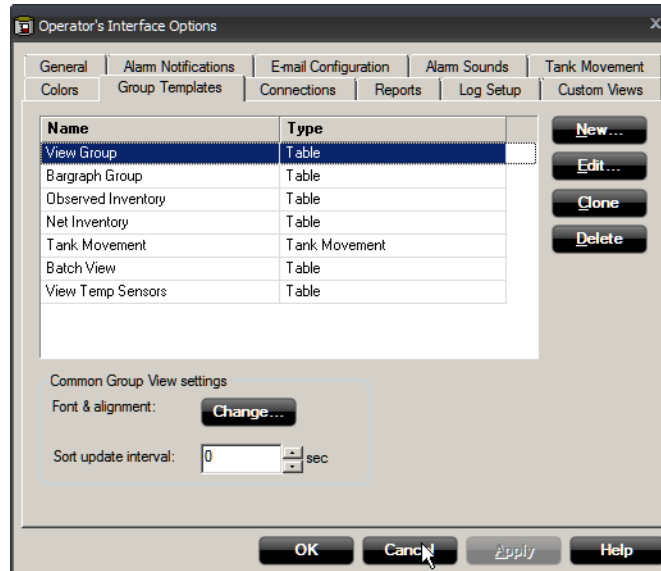 Operator's Interface Options
General Alarm Notifications E-mail Configuration Alarm Sounds Tank Movement
Colors Group Templates Connections Reports Log Setup Custom Views
Name Type
View Group Table
Bargraph Group Table
Observed Inventory Table
Net Inventory Table
Tank Movement Tank Movement
Batch View Table
View Temp Sensors Table
New...
Edit...
Clone
Delete
Common Group View settings
Font & alignment: Change...
Sort update interval: 0 sec
OK Cancel Apply Help